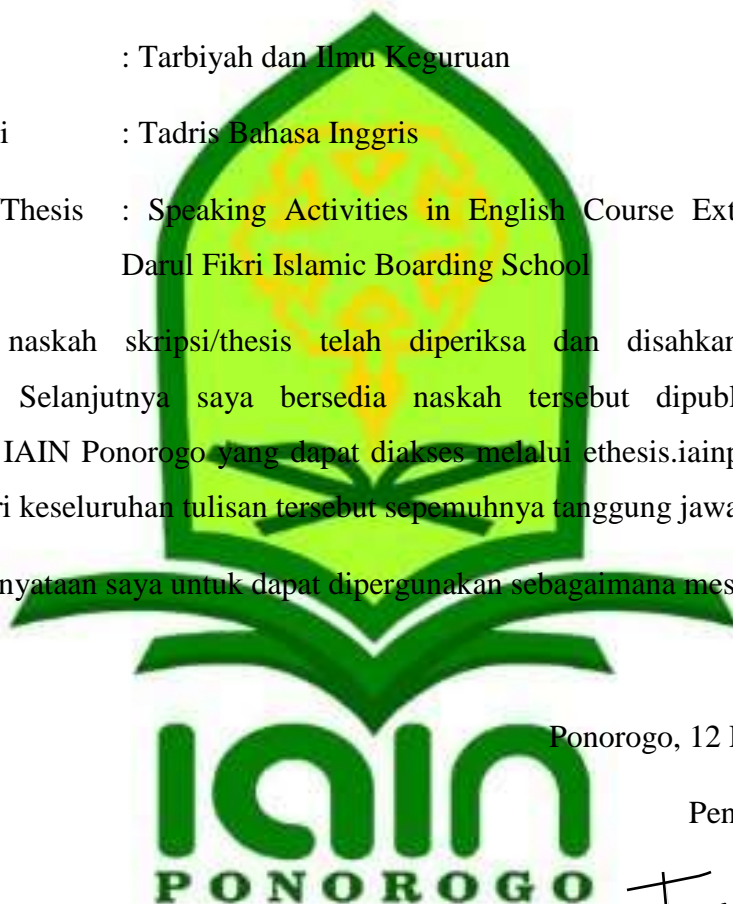 : Tarbiyah dan Ilmu Keguruan
i : Tadris Bahasa Inggris
Thesis : Speaking Activities in English Course Ext
Darul Fikri Islamic Boarding School
naskah skripsi/thesis telah diperiksa dan disahkan
Selanjutnya saya bersedia naskah tersebut dipubl
IAIN Ponorogo yang dapat diakses melalui ethesis.iainp
ri keseluruhan tulisan tersebut sepemuhnya tanggung jawa
nyataan saya untuk dapat dipergunakan sebagaimana mes
Ponorogo, 12
Pen
IAIN
PONOROGO